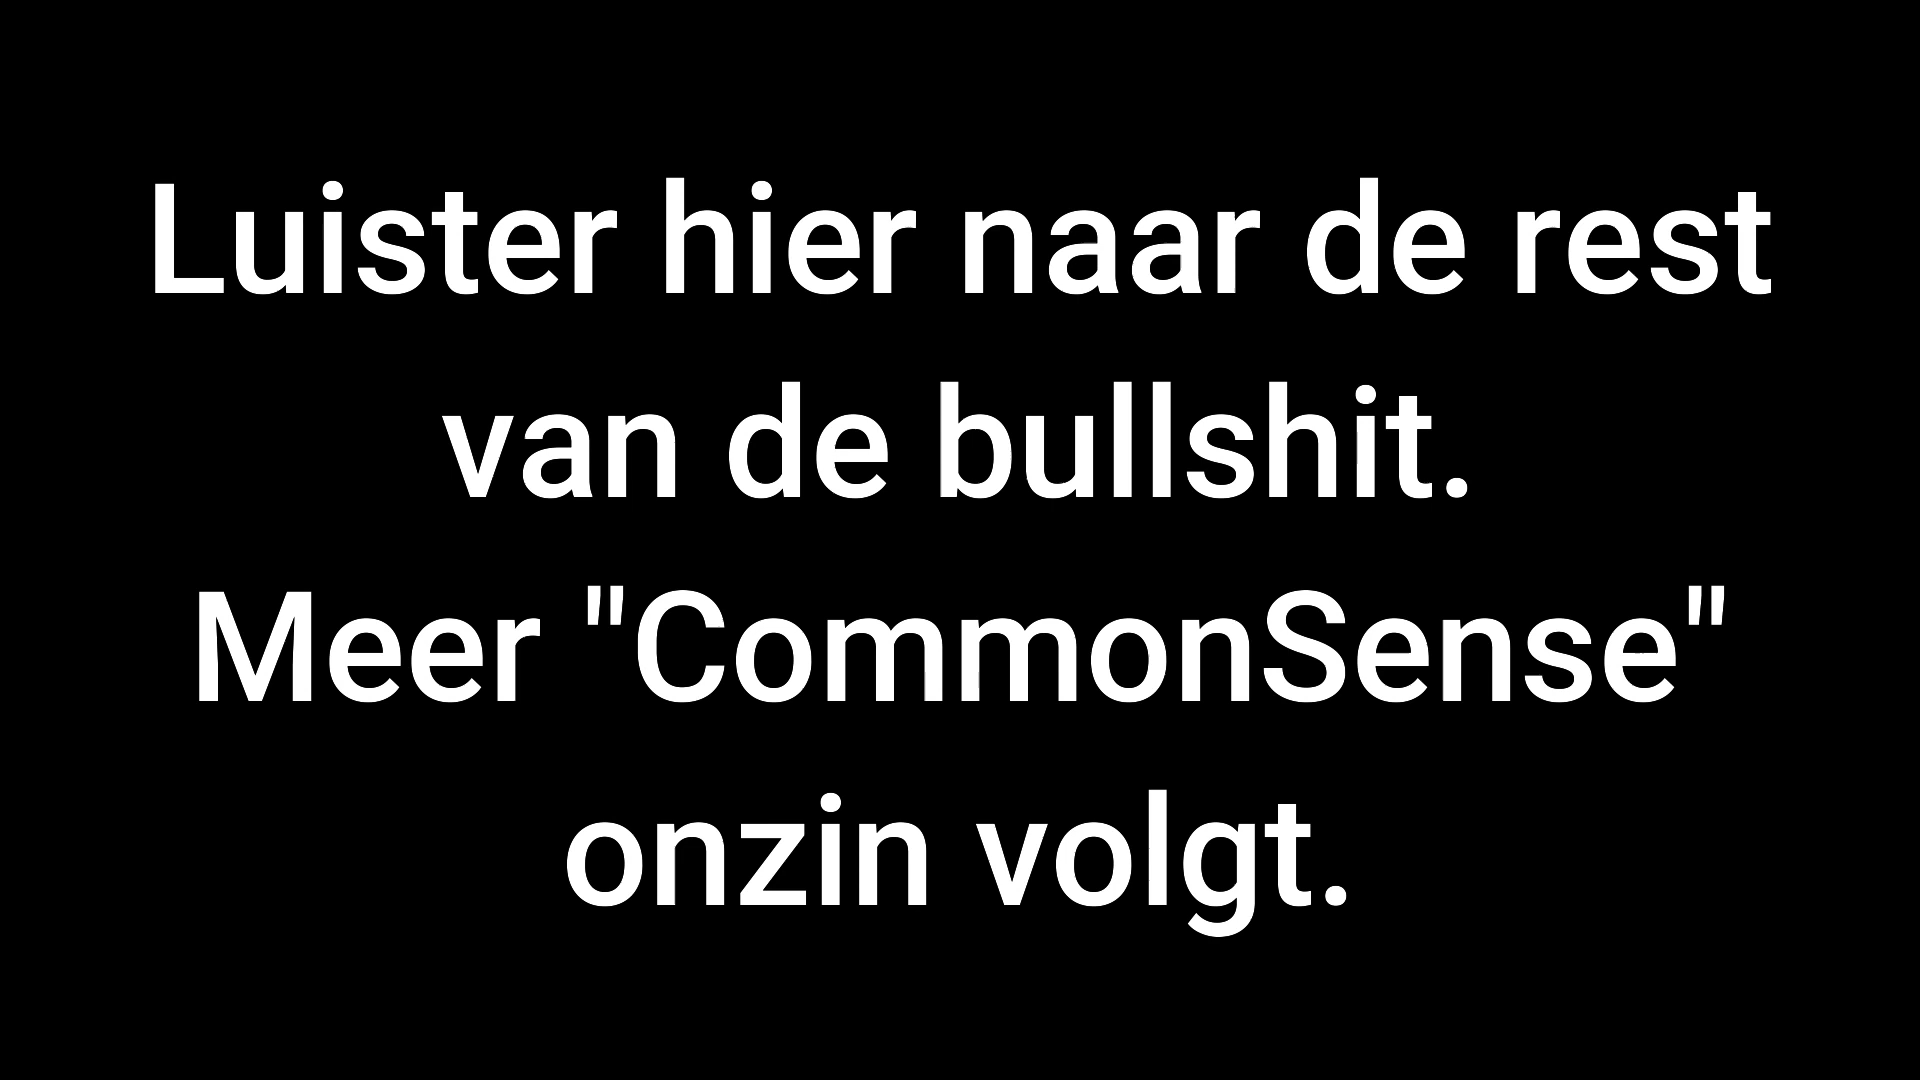 Luister hier naar de rest
van de bullshit.
Meer "CommonSense"
onzin volgt.